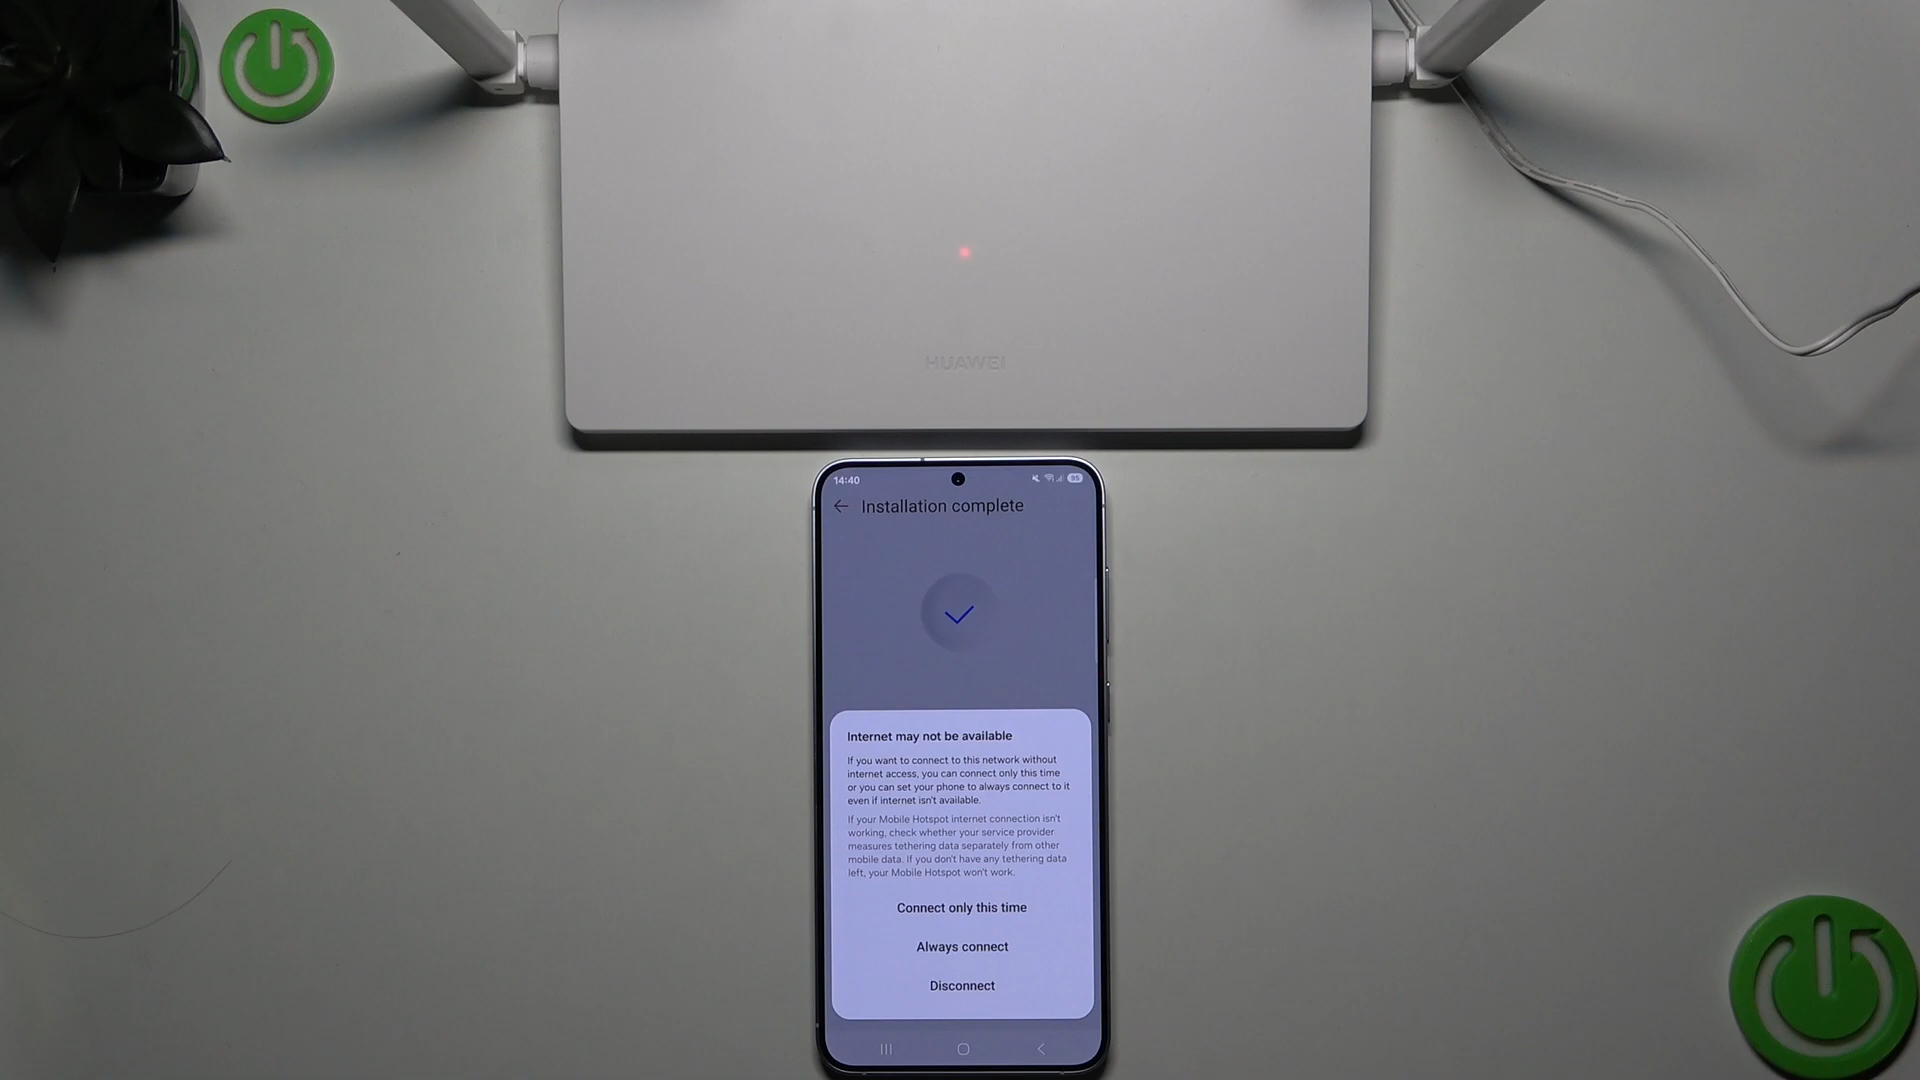 HUAWEI
14:40
85
Installation complete
Internet may not be available
If you want to connect to this network without
internet access, you can connect only this time
or you can set your phone to always connect to it
even if internet isn't available.
If your Mobile Hotspot internet connection isn't
working, check whether your service provider
measures tethering data separately from other
mobile data. If you don't have any tethering data
left, your Mobile Hotspot won't work.
Connect only this time
Always connect
Disconnect